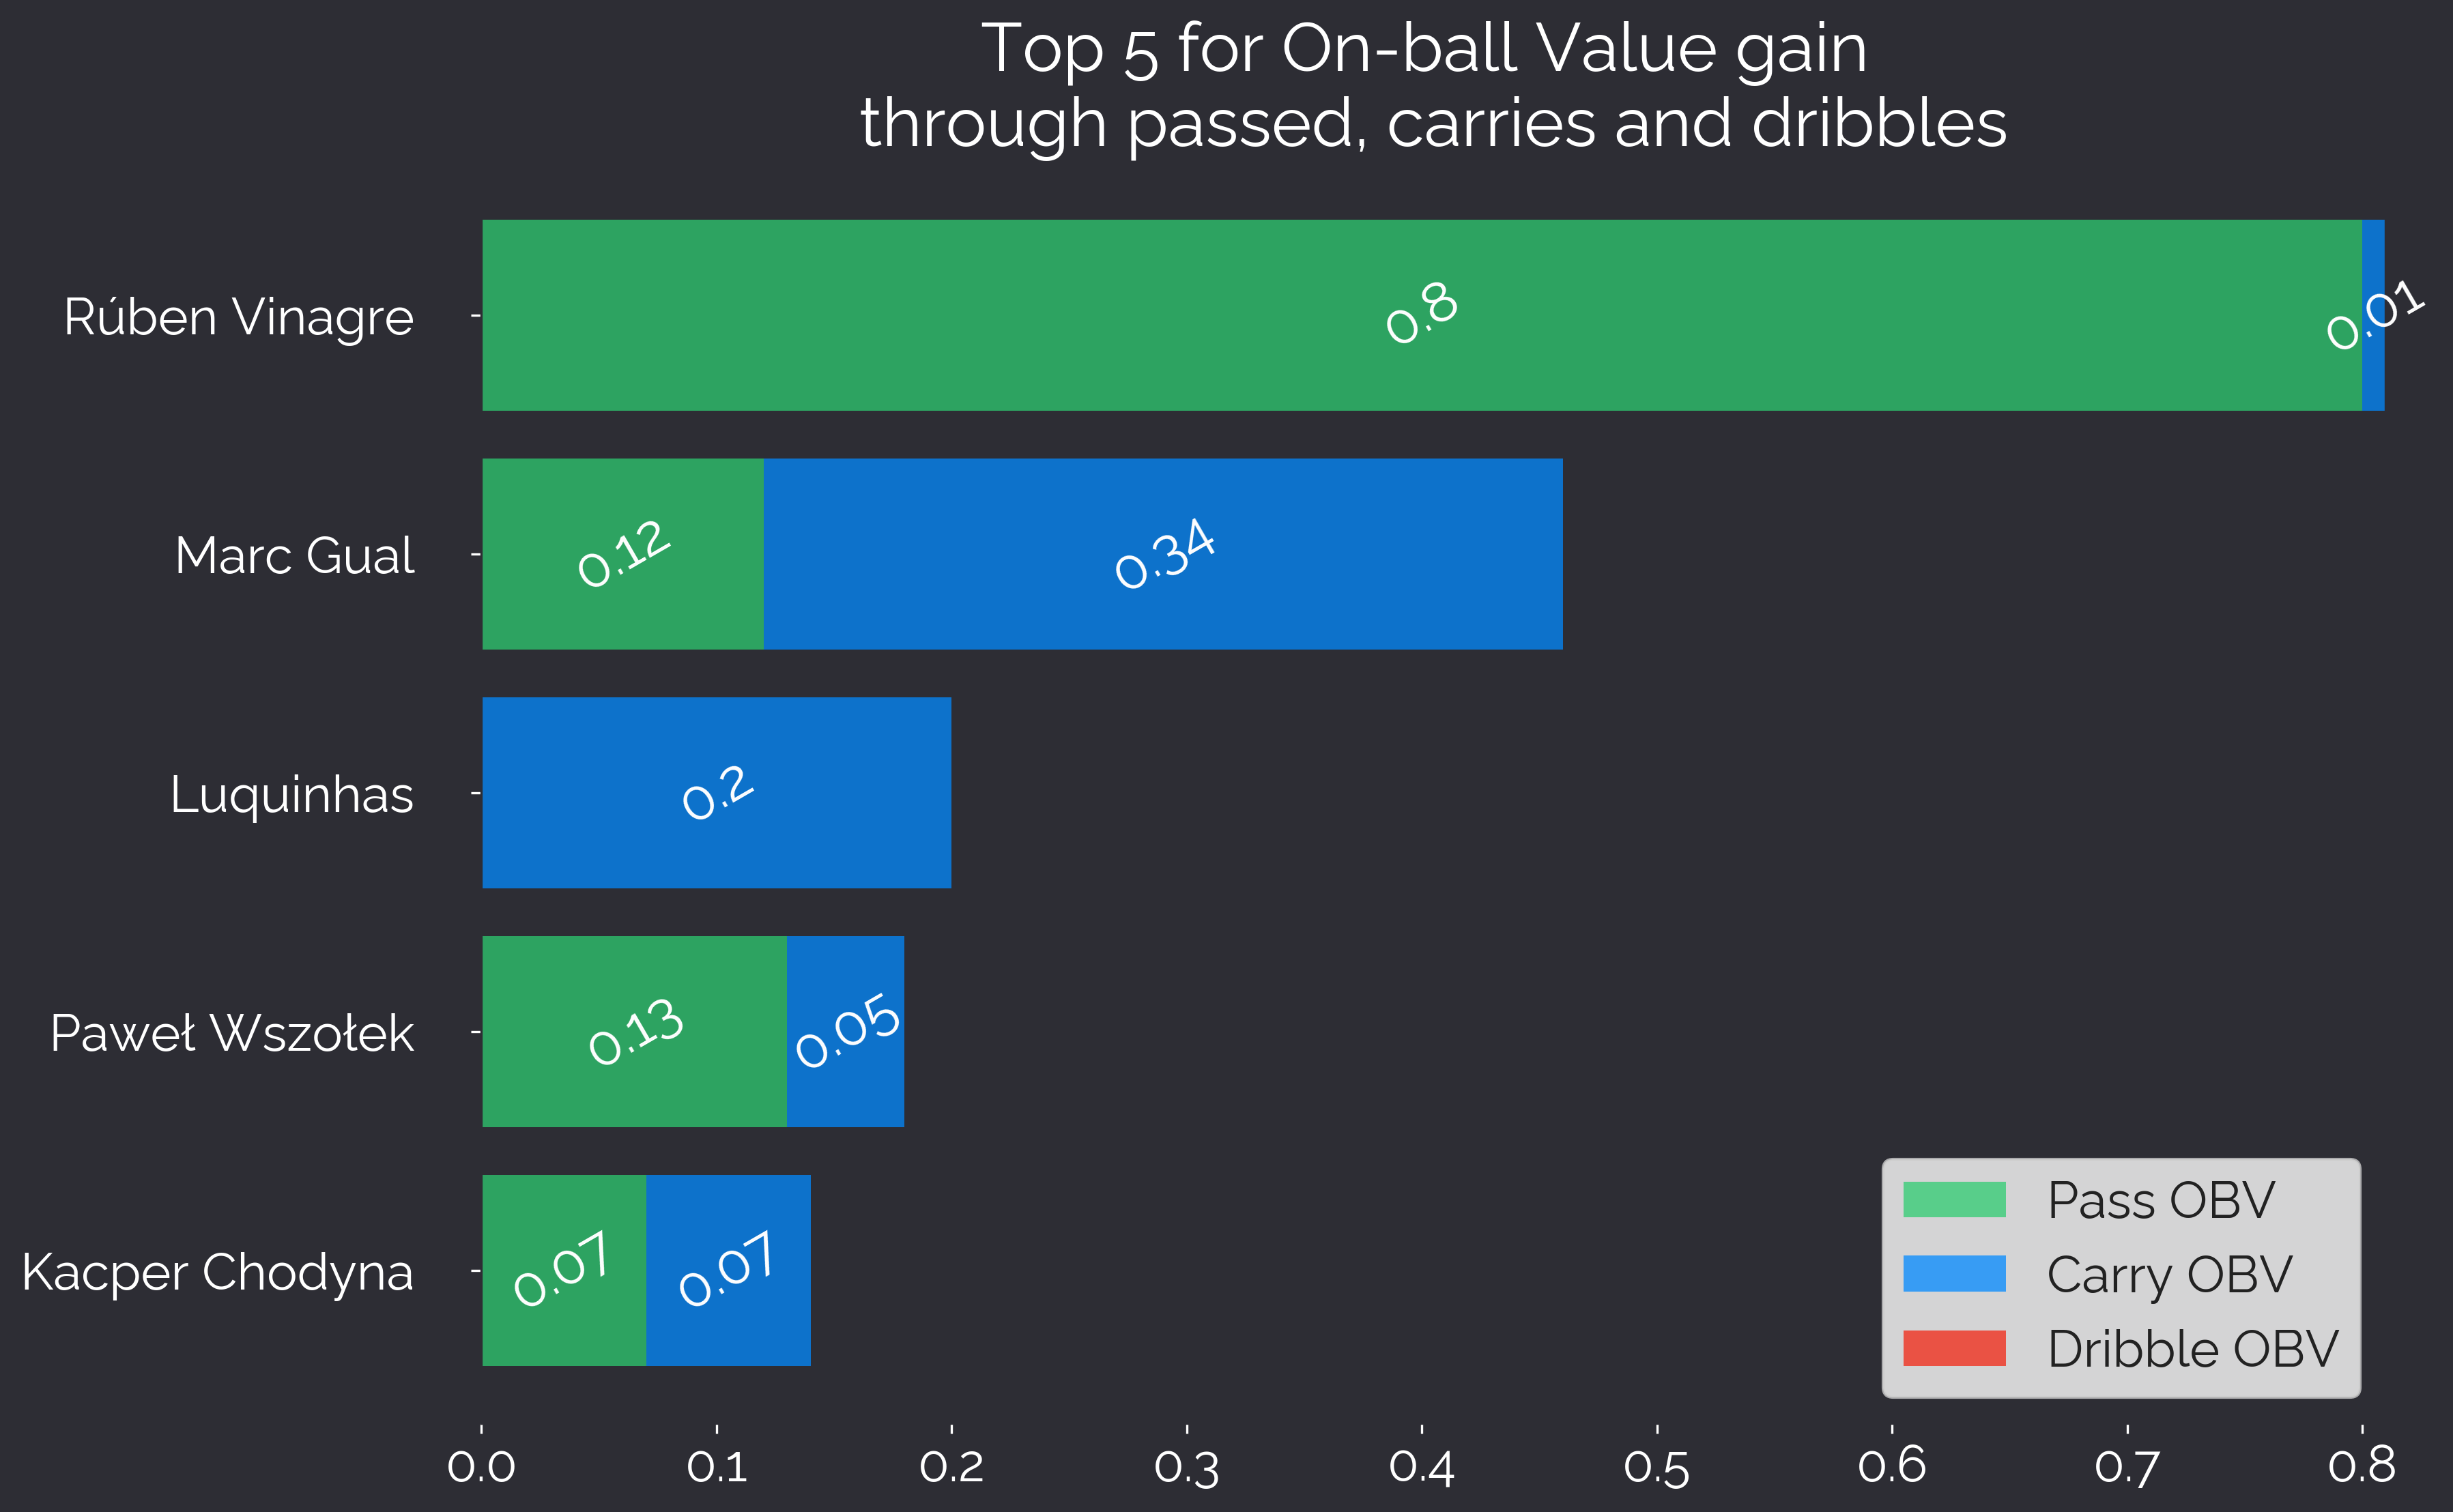 Top 5 for On-ball Value gain
through passed, carries and dribbles
Rúben Vinagre
0.8
0.01
Marc Gual
0.12
0.34
Luquinhas
0.2
Paweł Wszołek
0.13
0.05
Kacper Chodyna
0.07
0.07
Pass OBV
Carry OBV
Dribble OBV
0.0 0.1 0.2 0.3 0.4 0.5 0.6 0.7 0.8